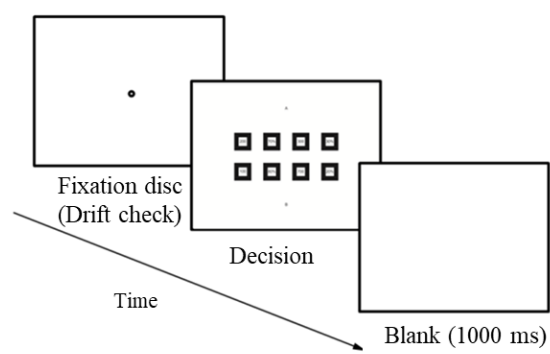 Fixation disc
(Drift check)
Decision
Time
Blank (1000 ms)